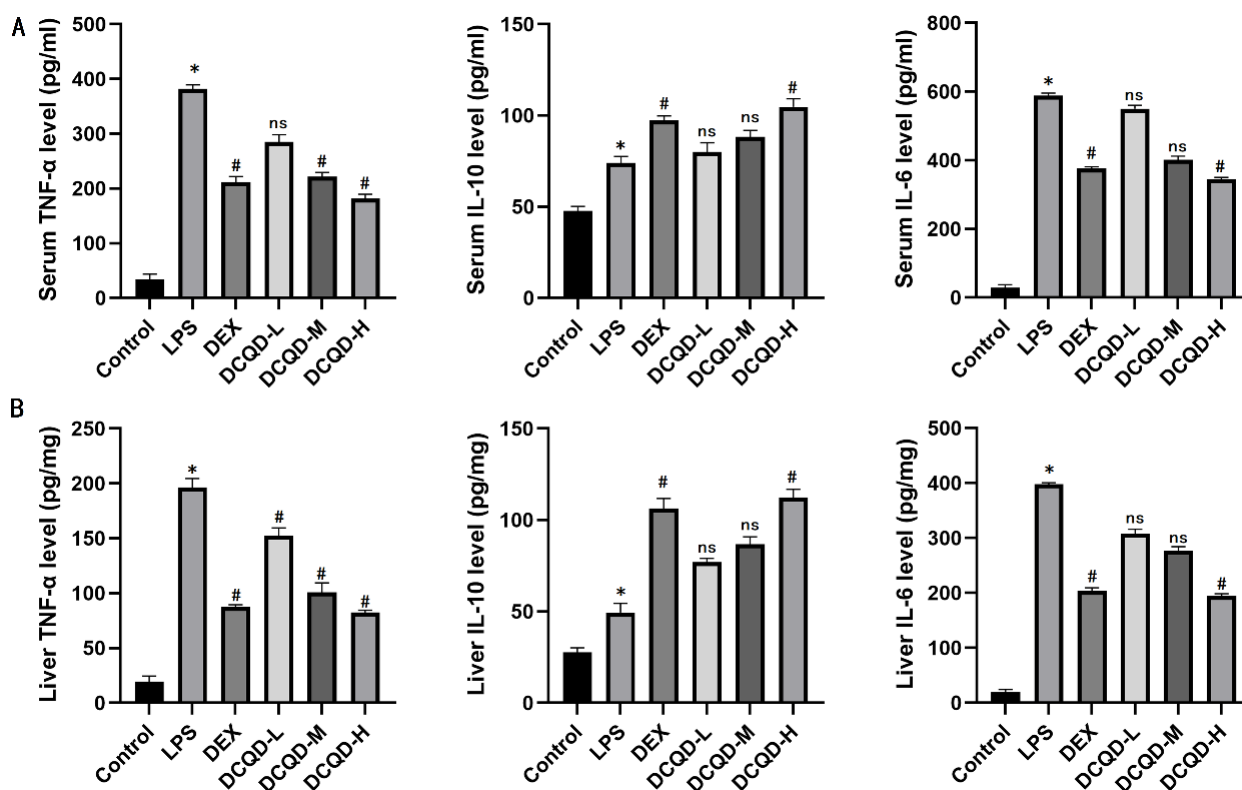 A
Serum TNF-α level (pg/ml)
500
400
300
200
100
0
*
#
ns
#
#
Control
LPS
DEX
DCQD-L
DCQD-M
DCQD-H
Serum IL-10 level (pg/ml)
150
100
50
0
*
#
ns
ns
#
Control
LPS
DEX
DCQD-L
DCQD-M
DCQD-H
Serum IL-6 level (pg/ml)
800
600
400
200
0
*
#
ns
ns
#
Control
LPS
DEX
DCQD-L
DCQD-M
DCQD-H
B
Liver TNF-α level (pg/mg)
250
200
150
100
50
0
*
#
#
#
#
Control
LPS
DEX
DCQD-L
DCQD-M
DCQD-H
Liver IL-10 level (pg/mg)
150
100
50
0
*
#
ns
ns
#
Control
LPS
DEX
DCQD-L
DCQD-M
DCQD-H
Liver IL-6 level (pg/mg)
500
400
300
200
100
0
*
#
ns
ns
#
Control
LPS
DEX
DCQD-L
DCQD-M
DCQD-H